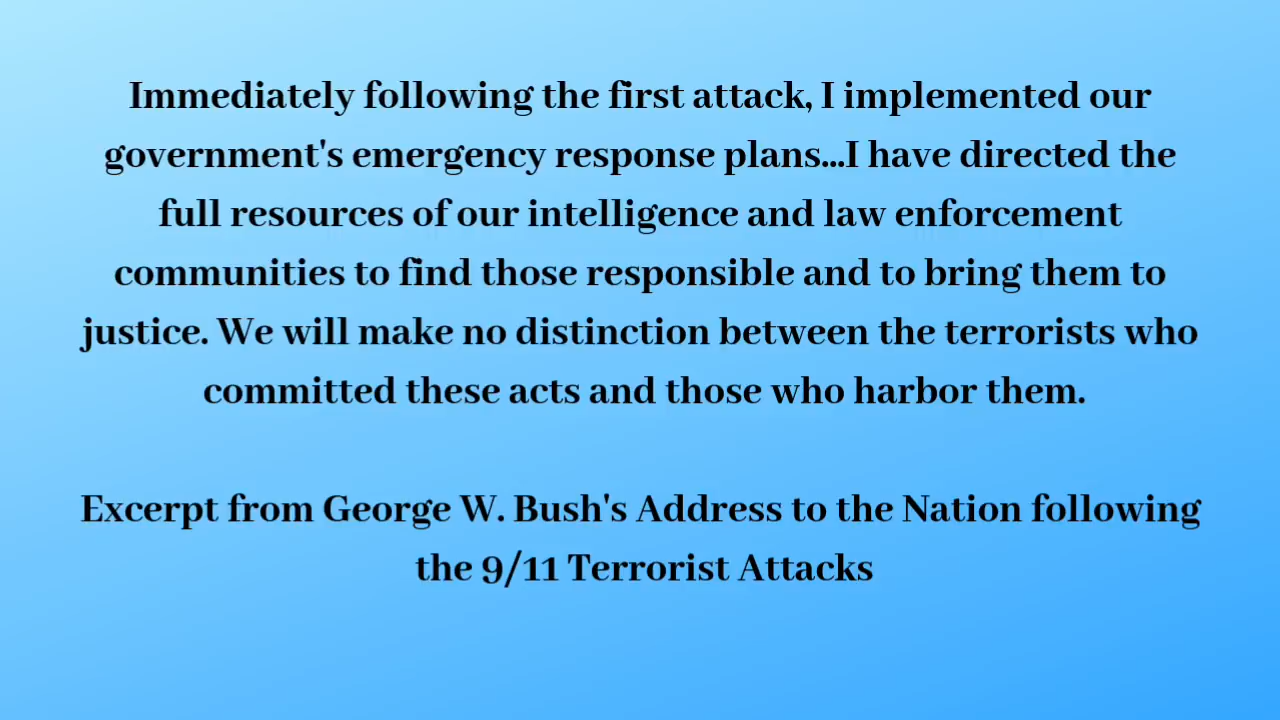 Immediately following the first attack, I implemented our
government's emergency response plans...I have directed the
full resources of our intelligence and law enforcement
communities to find those responsible and to bring them to
justice. We will make no distinction between the terrorists who
committed these acts and those who harbor them.
Excerpt from George W. Bush's Address to the Nation following
the 9/11 Terrorist Attacks